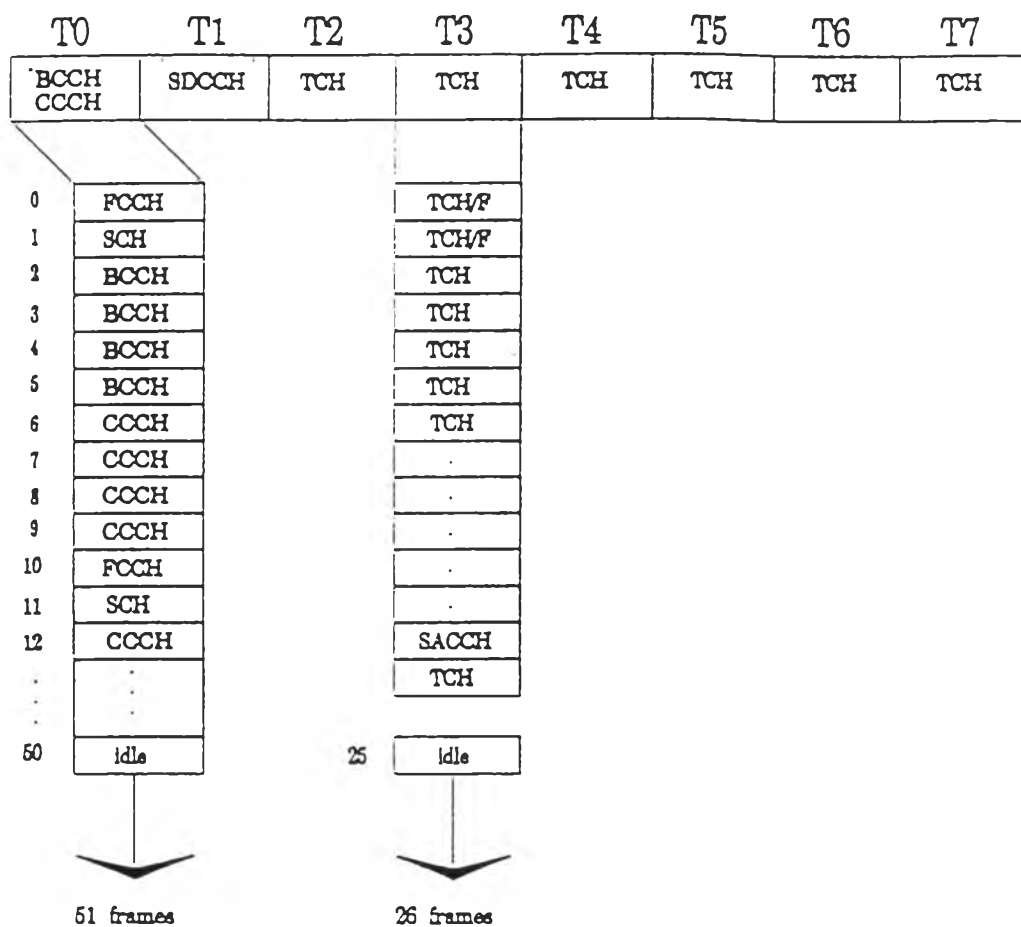 T0 T1 T2 T3 T4 T5 T6 T7
BCCH SDCCH TCH TCH TCH TCH TCH TCH
CCCH
0 FCCH TCH/F
1 SCH TCH/F
2 BCCH TCH
3 BCCH TCH
4 BCCH TCH
5 BCCH TCH
6 CCCH TCH
7 CCCH .
8 CCCH .
9 CCCH .
10 FCCH .
11 SCH .
12 CCCH SACCH
. . TCH
. .
. .
50 idle 25 idle
51 frames 26 frames